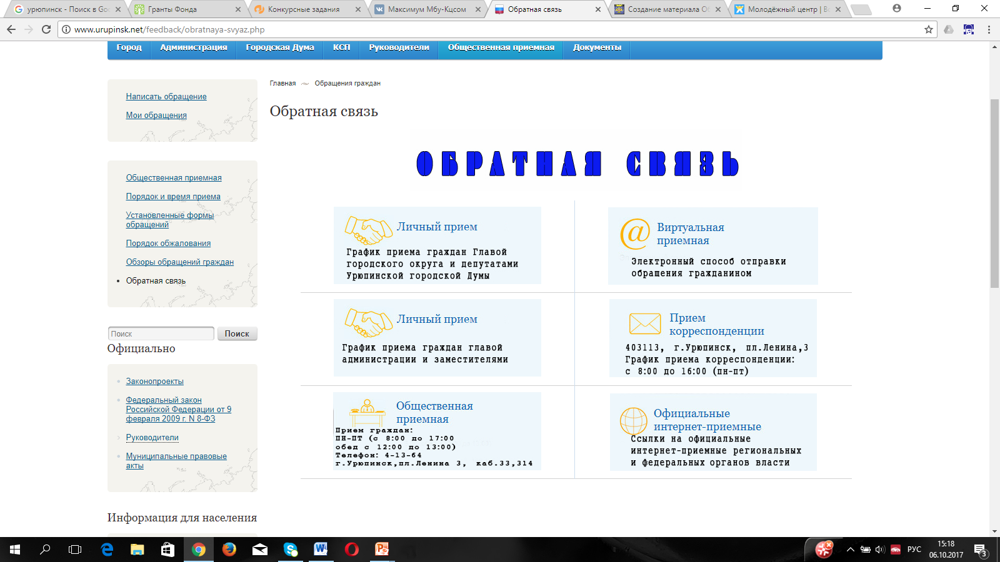 урюпинск - Поиск в Goo
Гранты Фонда
Конкурсные задания
Максимум Мбу-Кцсом
Обратная связь
Создание материала Об
Молодёжный центр | Во
www.urupinsk.net/feedback/obratnaya-svyaz.php
Город
Администрация
Городская Дума
КСП
Руководители
Общественная приемная
Документы
Главная
Обращения граждан
Написать обращение
Мои обращения
Обратная связь
ОБРАТНАЯ СВЯЗЬ
Общественная приемная
Порядок и время приема
Установленные формы
обращений
Порядок обжалования
Обзоры обращений граждан
Обратная связь
Поиск
Поиск
Официально
Законопроекты
Федеральный закон
Российской Федерации от 9
февраля 2009 г. N 8-ФЗ
Руководители
Муниципальные правовые
акты
Информация для населения
Личный прием
График приема граждан Главой
городского округа и депутатами
Урюпинской городской Думы
@
Виртуальная
приемная
Электронный способ отправки
обращения гражданином
Личный прием
График приема граждан главой
администрации и заместителями
Прием
корреспонденции
403113, г.Урюпинск, пл.Ленина,3
График приема корреспонденции:
с 8:00 до 16:00 (пн-пт)
Общественная
приемная
Прием граждан:
ПН-ПТ (с 8:00 до 17:00
обед с 12:00 до 13:00)
Телефон: 4-13-64
г.Урюпинск,пл.Ленина 3, каб.33,314
Официальные
интернет-приемные
Ссылки на официальные
интернет-приемные региональных
и федеральных органов власти
РУС
15:18
06.10.2017
3